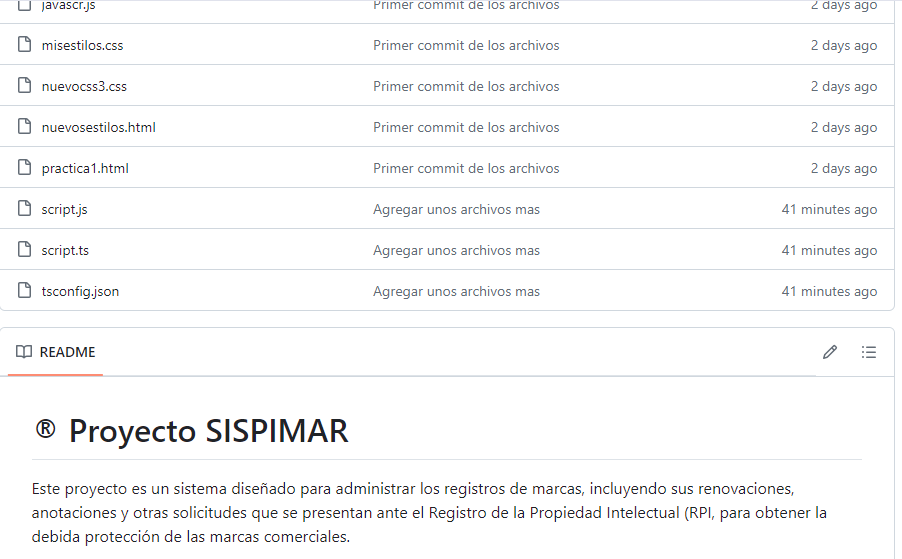 javascr.js Primer commit de los archivos 2 days ago
misestilos.css Primer commit de los archivos 2 days ago
nuevocss3.css Primer commit de los archivos 2 days ago
nuevosestilos.html Primer commit de los archivos 2 days ago
practica1.html Primer commit de los archivos 2 days ago
script.js Agregar unos archivos mas 41 minutes ago
script.ts Agregar unos archivos mas 41 minutes ago
tsconfig.json Agregar unos archivos mas 41 minutes ago
README
® Proyecto SISPIMAR
Este proyecto es un sistema diseñado para administrar los registros de marcas, incluyendo sus renovaciones,
anotaciones y otras solicitudes que se presentan ante el Registro de la Propiedad Intelectual (RPI, para obtener la
debida protección de las marcas comerciales.